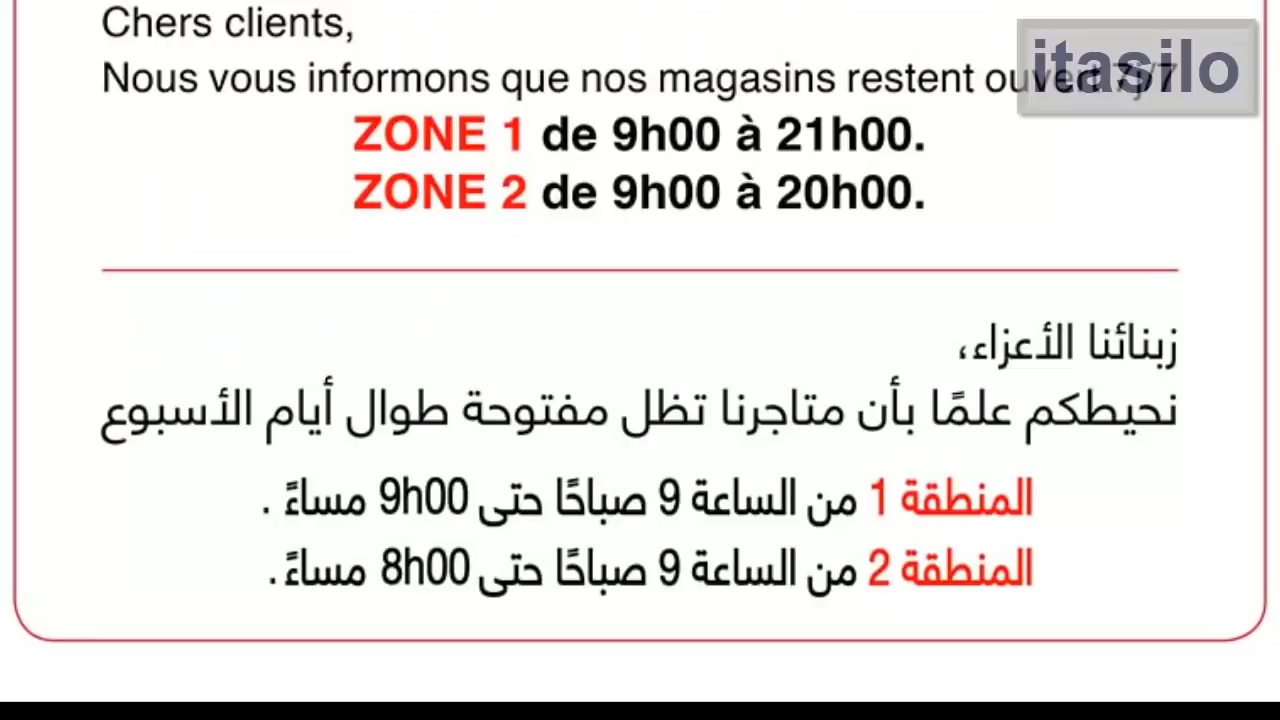 Chers clients,
Nous vous informons que nos magasins restent ouvert 7j/7
itasilo
ZONE 1 de 9h00 à 21h00.
ZONE 2 de 9h00 à 20h00.
زبنائنا الأعزاء،
نحيطكم علمًا بأن متاجرنا تظل مفتوحة طوال أيام الأسبوع
المنطقة 1 من الساعة 9 صباحًا حتى 9h00 مساءً .
المنطقة 2 من الساعة 9 صباحًا حتى 8h00 مساءً .